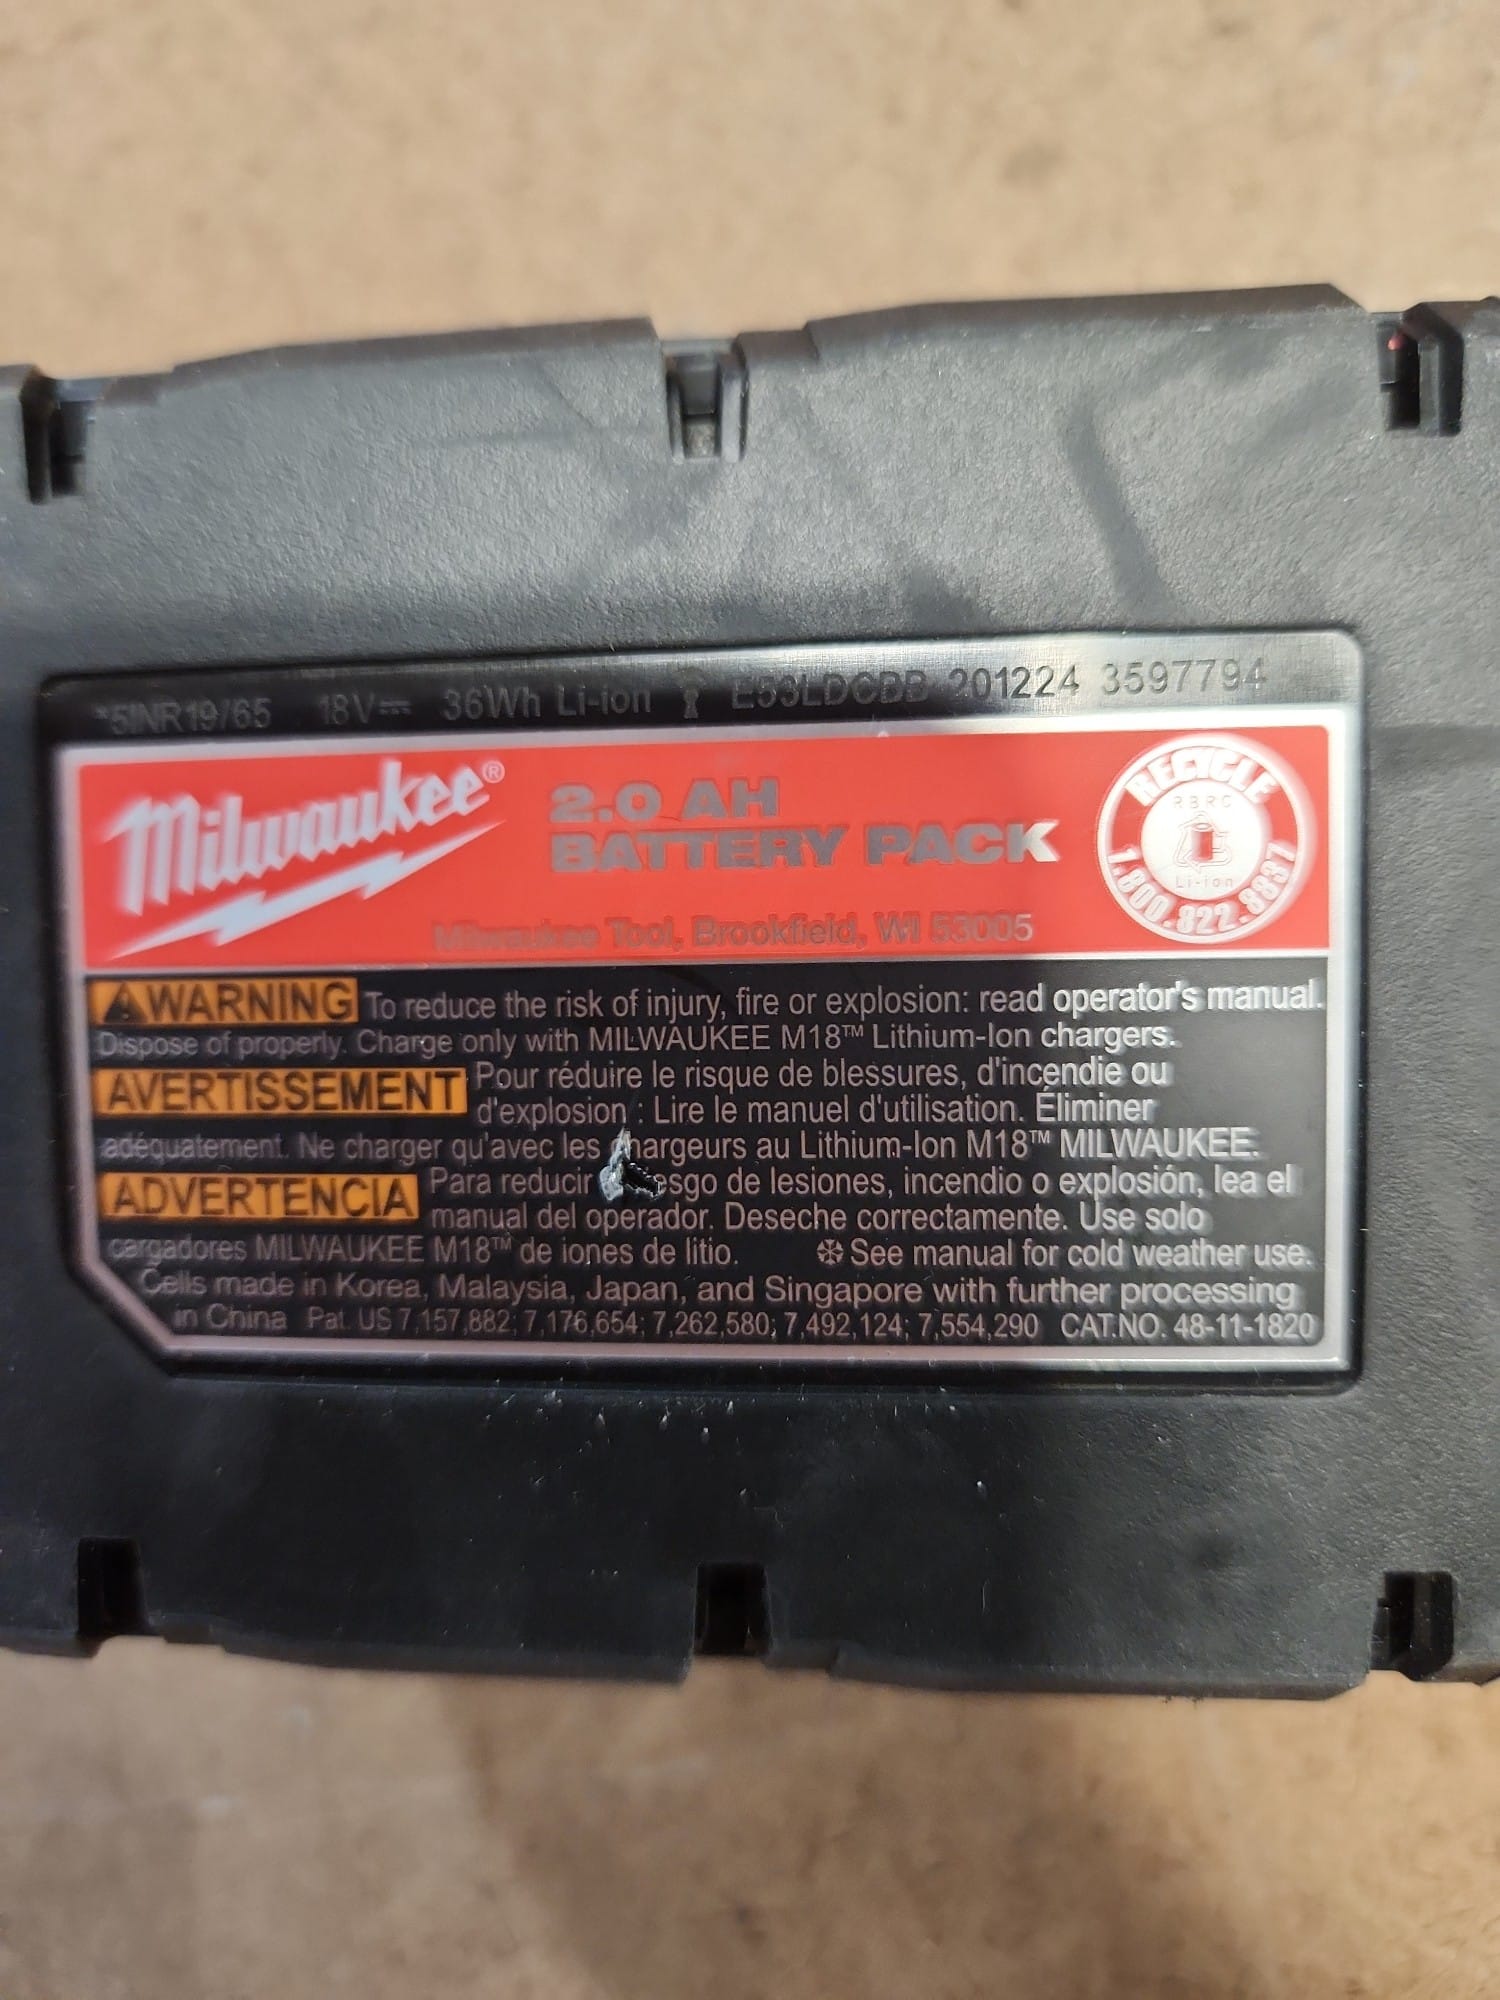 *5INR19/65 18V⎓ 36Wh Li-ion 201224 3597794
Milwaukee®
2.0 AH
BATTERY PACK
Milwaukee Tool, Brookfield, WI 53005
RECYCLE
RBRC
Li-ion
1.800.822.8837
⚠WARNING To reduce the risk of injury, fire or explosion: read operator's manual.
Dispose of properly. Charge only with MILWAUKEE M18™ Lithium-Ion chargers.
AVERTISSEMENT Pour réduire le risque de blessures, d'incendie ou
d'explosion : Lire le manuel d'utilisation. Éliminer
adéquatement. Ne charger qu'avec les hargeurs au Lithium-Ion M18™ MILWAUKEE.
ADVERTENCIA Para reducir esgo de lesiones, incendio o explosión, lea el
manual del operador. Deseche correctamente. Use solo
cargadores MILWAUKEE M18™ de iones de litio. ❄ See manual for cold weather use.
Cells made in Korea, Malaysia, Japan, and Singapore with further processing
in China Pat. US 7,157,882; 7,176,654; 7,262,580; 7,492,124; 7,554,290 CAT.NO. 48-11-1820